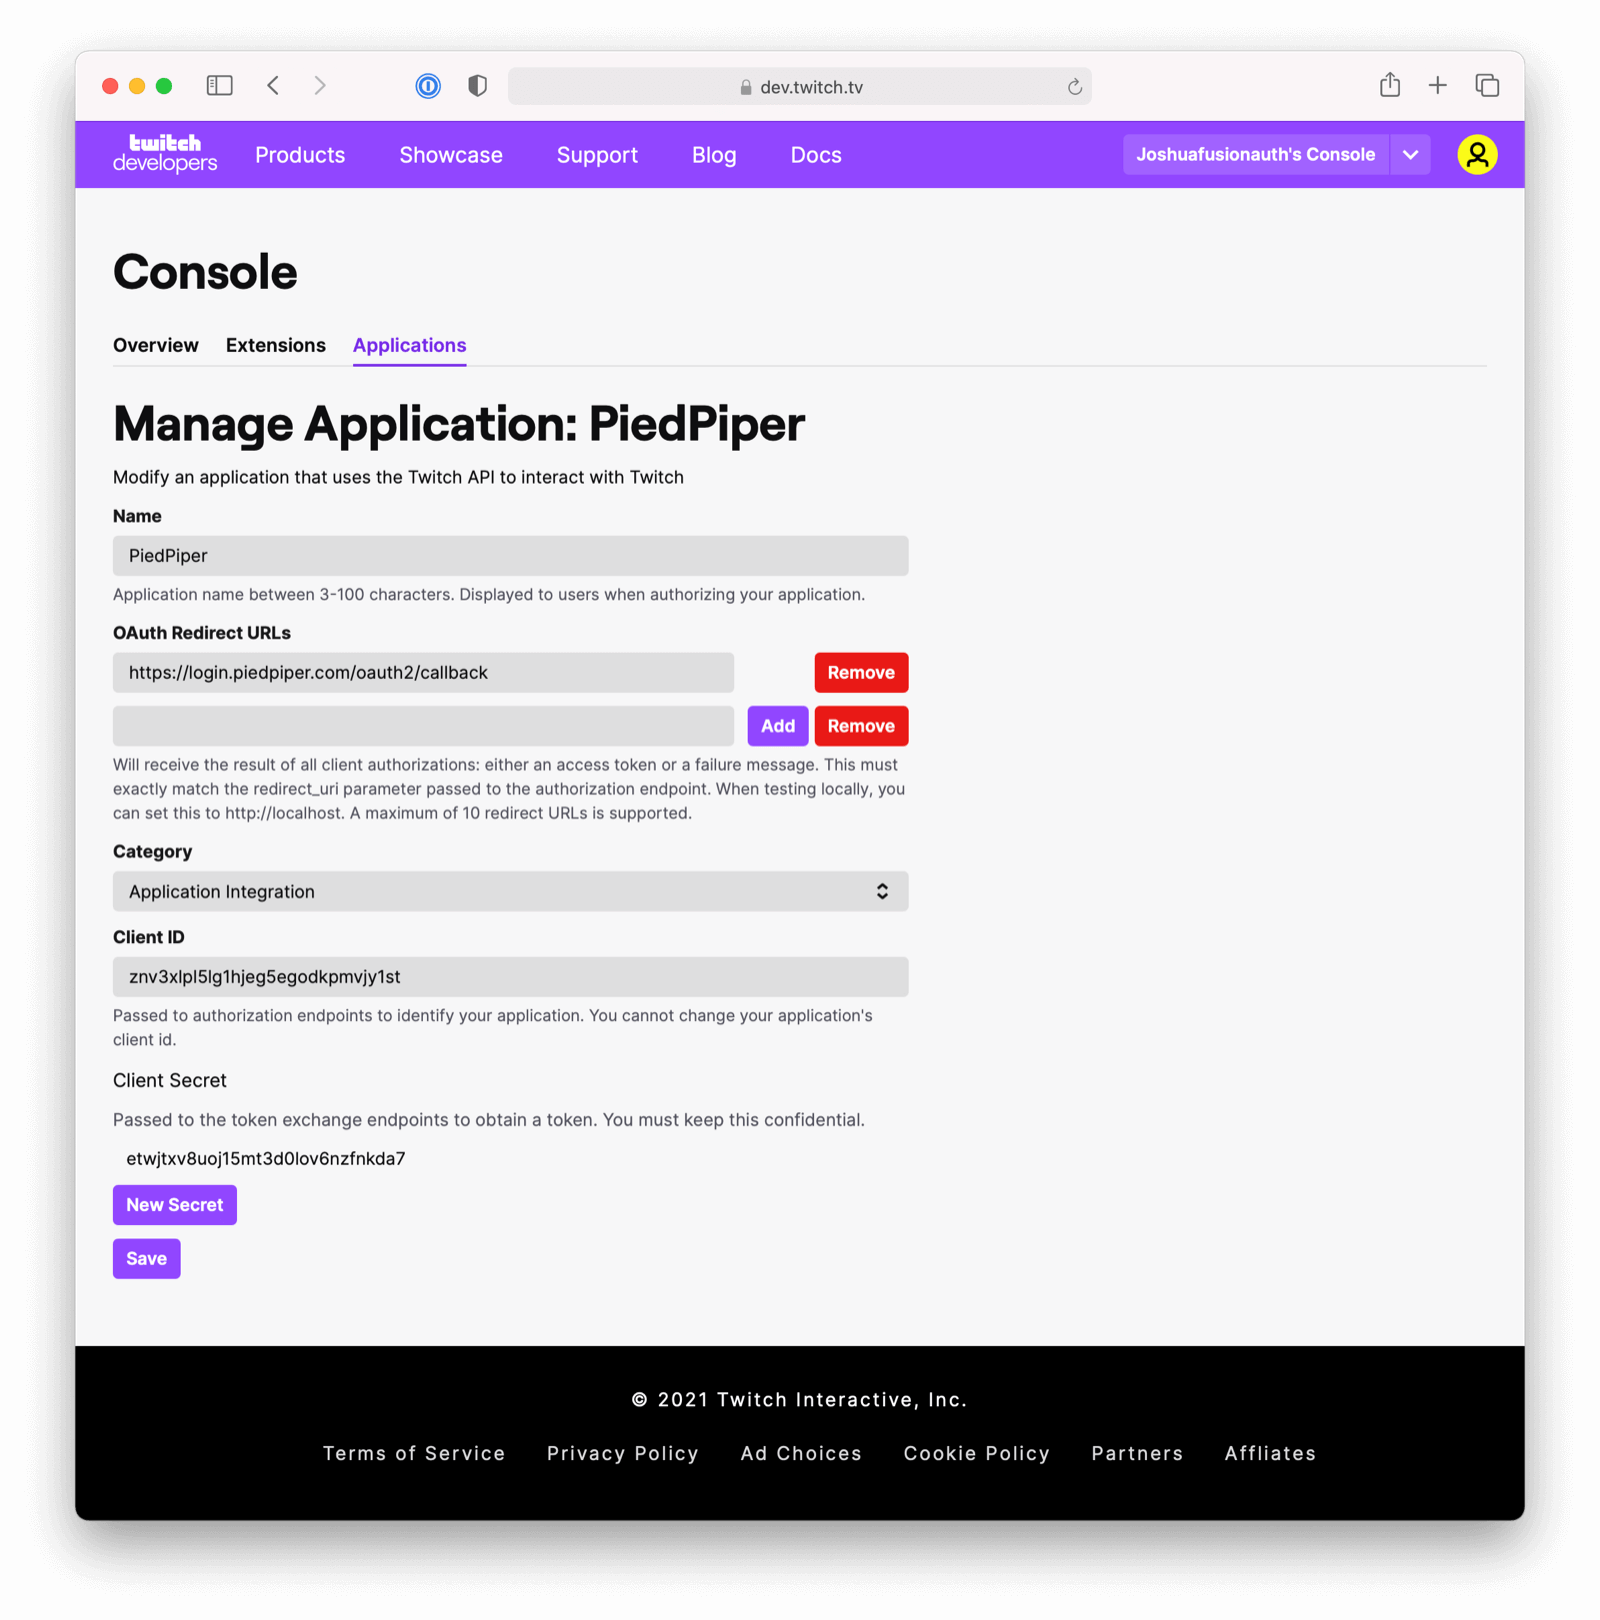 dev.twitch.tv
twitch
developers
Products
Showcase
Support
Blog
Docs
Joshuafusionauth's Console
Console
Overview
Extensions
Applications
Manage Application: PiedPiper
Modify an application that uses the Twitch API to interact with Twitch
Name
PiedPiper
Application name between 3-100 characters. Displayed to users when authorizing your application.
OAuth Redirect URLs
https://login.piedpiper.com/oauth2/callback
Remove
Add
Remove
Will receive the result of all client authorizations: either an access token or a failure message. This must
exactly match the redirect_uri parameter passed to the authorization endpoint. When testing locally, you
can set this to http://localhost. A maximum of 10 redirect URLs is supported.
Category
Application Integration
Client ID
znv3xlpl5lg1hjeg5egodkpmvjy1st
Passed to authorization endpoints to identify your application. You cannot change your application's
client id.
Client Secret
Passed to the token exchange endpoints to obtain a token. You must keep this confidential.
etwjtxv8uoj15mt3d0lov6nzfnkda7
New Secret
Save
© 2021 Twitch Interactive, Inc.
Terms of Service
Privacy Policy
Ad Choices
Cookie Policy
Partners
Affliates